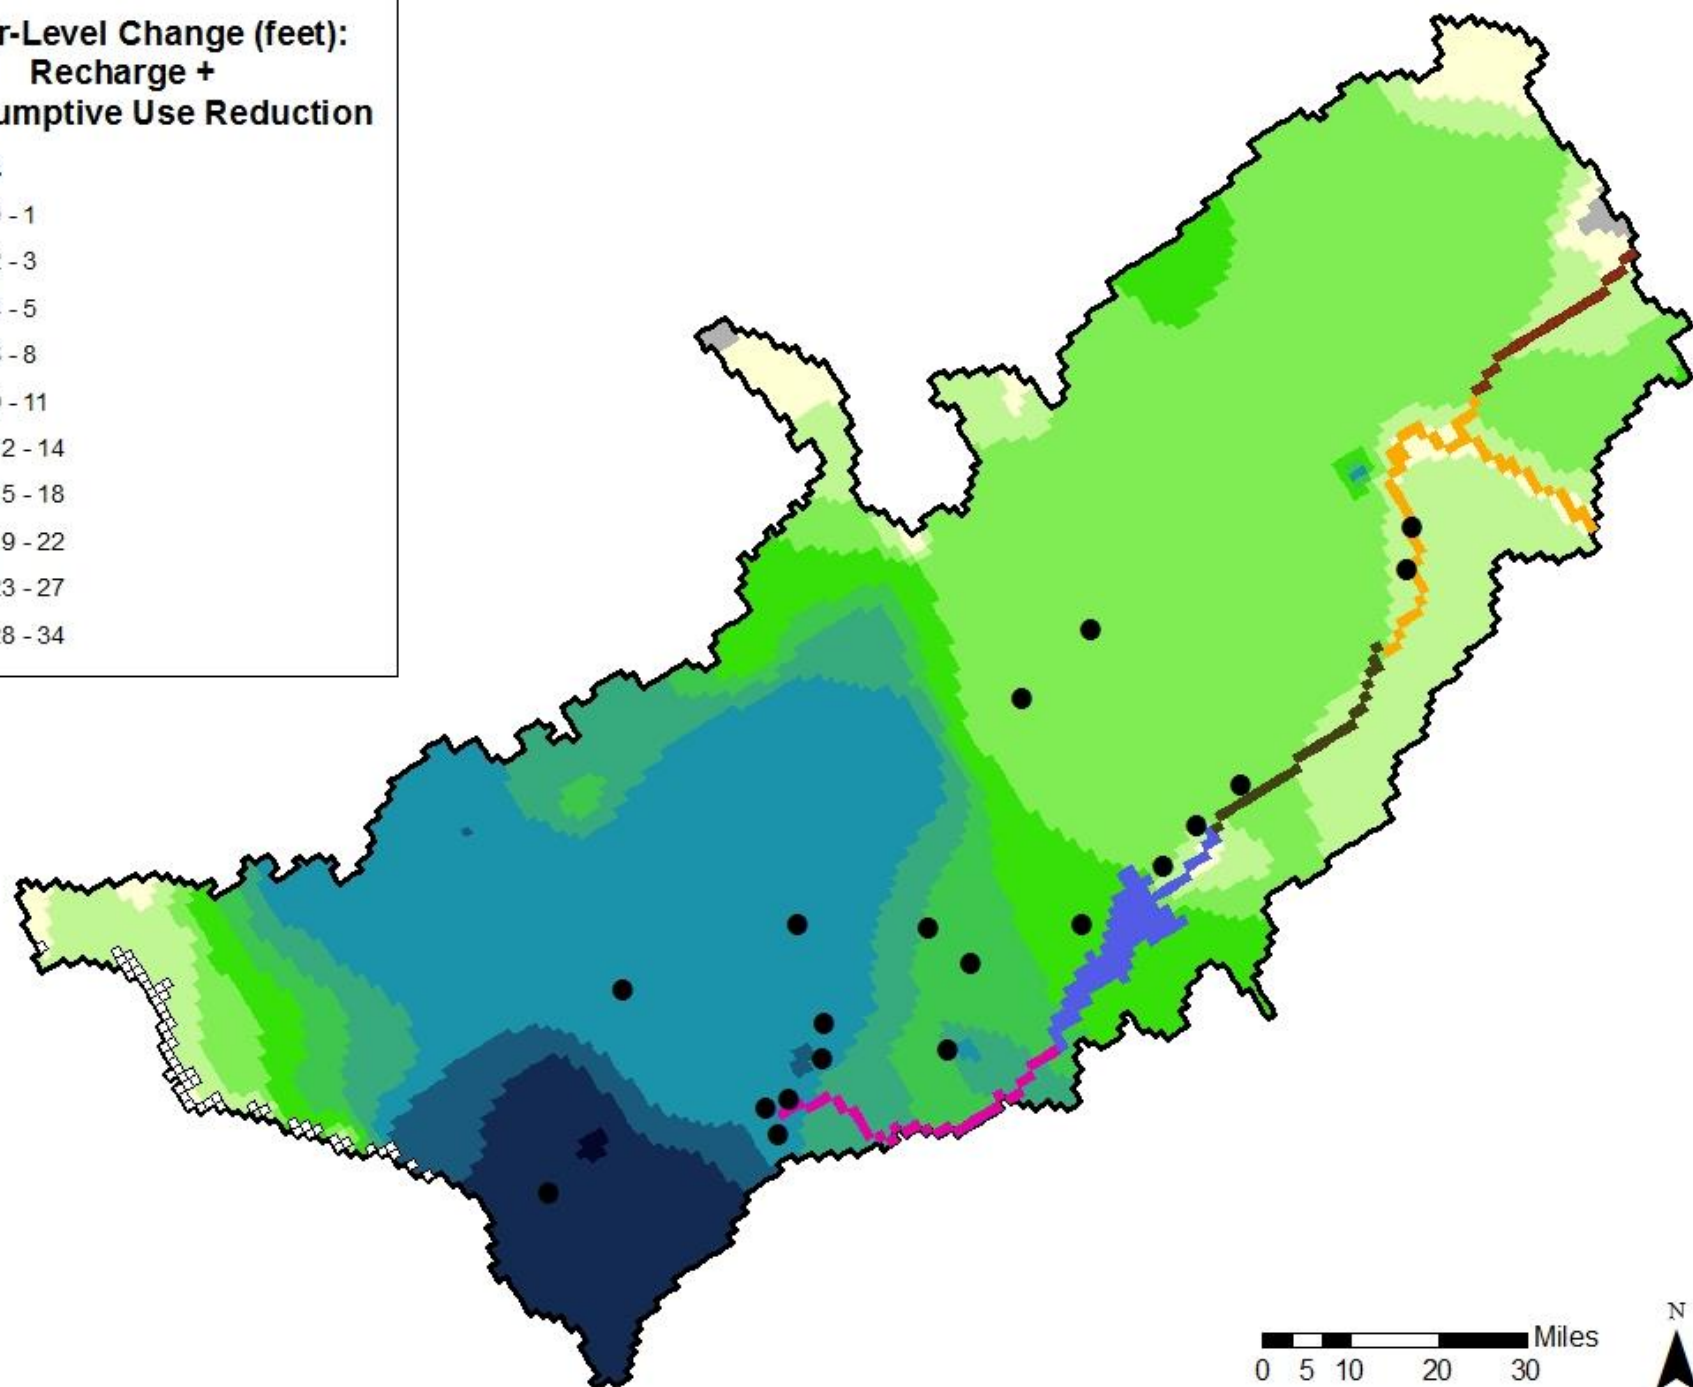 r-Level Change (feet):
Recharge +
umptive Use Reduction
- 1
- 3
- 5
- 8
- 11
2 - 14
5 - 18
9 - 22
3 - 27
8 - 34
N
Miles
0 5 10 20 30